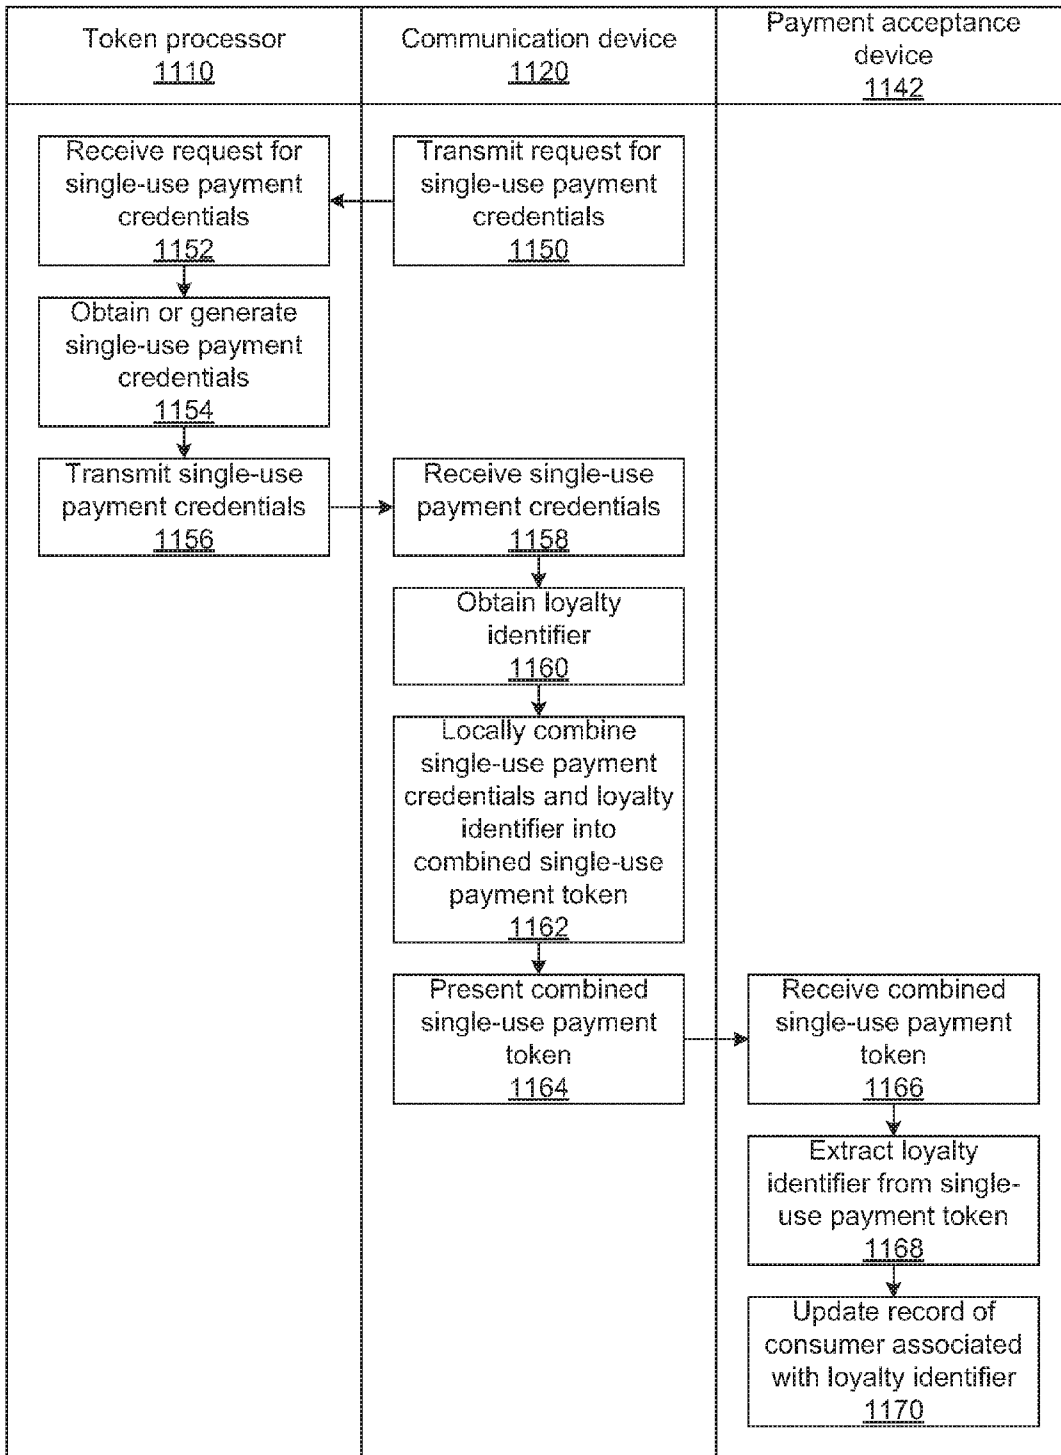 Token processor
1110
Communication device
1120
Payment acceptance
device
1142
Receive request for
single-use payment
credentials
1152
Transmit request for
single-use payment
credentials
1150
Obtain or generate
single-use payment
credentials
1154
Transmit single-use
payment credentials
1156
Receive single-use
payment credentials
1158
Obtain loyalty
identifier
1160
Locally combine
single-use payment
credentials and loyalty
identifier into
combined single-use
payment token
1162
Present combined
single-use payment
token
1164
Receive combined
single-use payment
token
1166
Extract loyalty
identifier from single-
use payment token
1168
Update record of
consumer associated
with loyalty identifier
1170